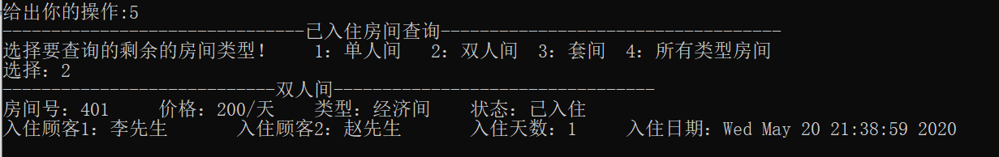 给出你的操作:5
-------------------------------已入住房间查询-----------------------------------
选择要查询的剩余的房间类型!    1: 单人间   2: 双人间  3: 套间  4: 所有类型房间
选择: 2
----------------------------双人间---------------------------------
房间号: 401     价格: 200/天    类型: 经济间    状态: 已入住
入住顾客1: 李先生       入住顾客2: 赵先生       入住天数: 1     入住日期: Wed May 20 21:38:59 2020